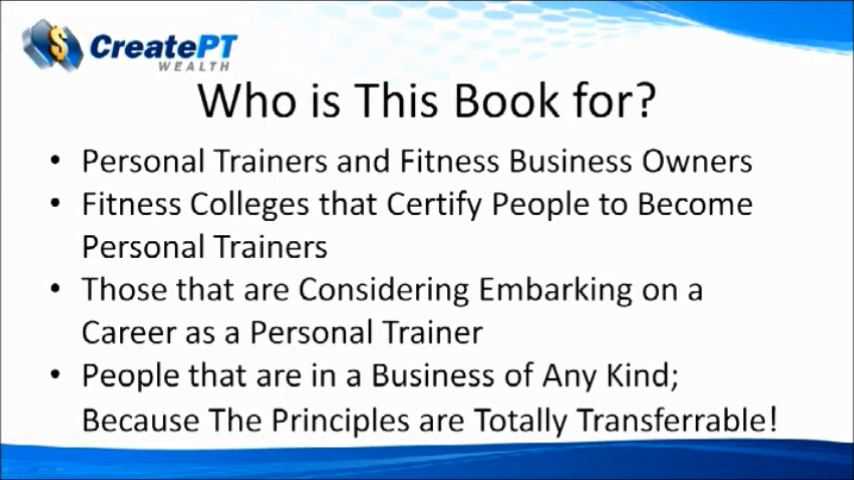 $
CreatePT
WEALTH
Who is This Book for?
• Personal Trainers and Fitness Business Owners
• Fitness Colleges that Certify People to Become
Personal Trainers
• Those that are Considering Embarking on a
Career as a Personal Trainer
• People that are in a Business of Any Kind;
Because The Principles are Totally Transferrable!